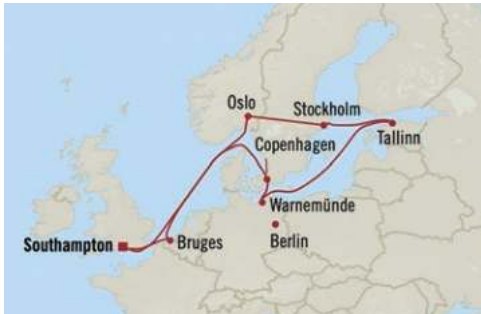 Oslo
Stockholm
Copenhagen
Tallinn
Warnemünde
Southampton
Bruges
Berlin